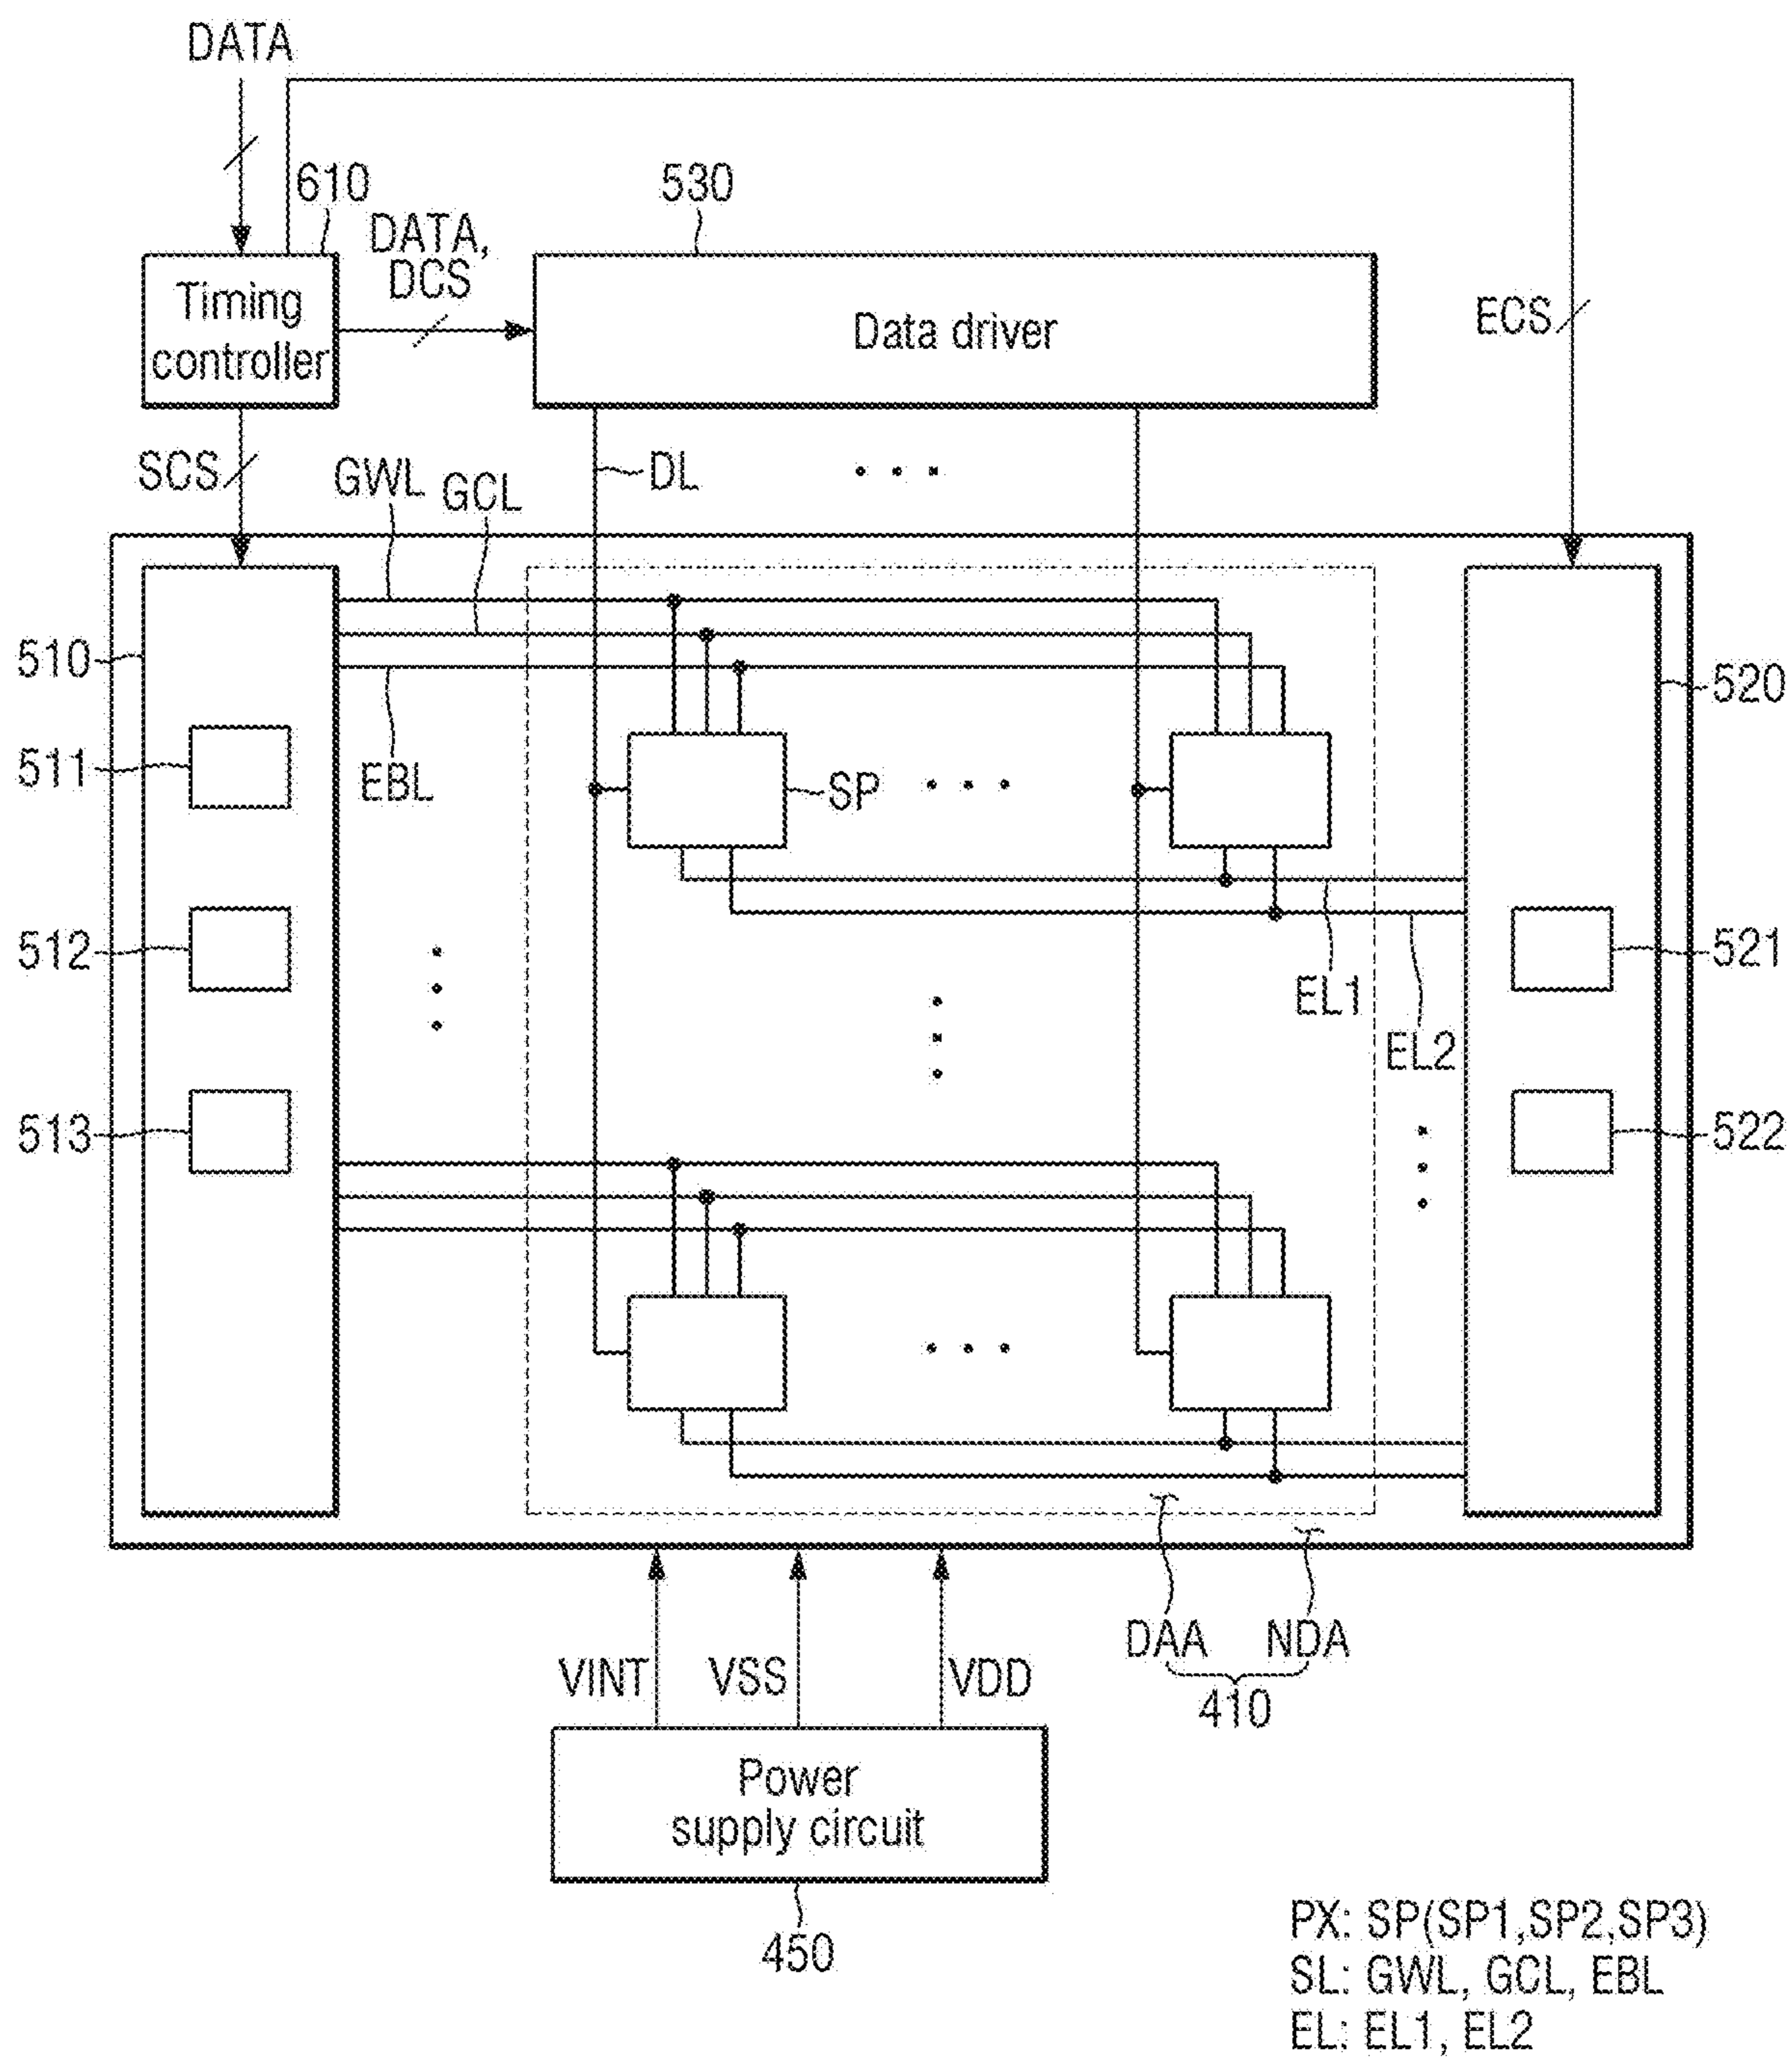 DATA
610
530
DATA,
DCS
Timing
controller
Data driver
ECS
SCS
GWL
GCL
DL
510
520
511
EBL
SP
512
521
EL1
EL2
513
522
DAA
NDA
VINT
VSS
VDD
410
Power
supply circuit
450
PX: SP(SP1,SP2,SP3)
SL: GWL, GCL, EBL
EL: EL1, EL2